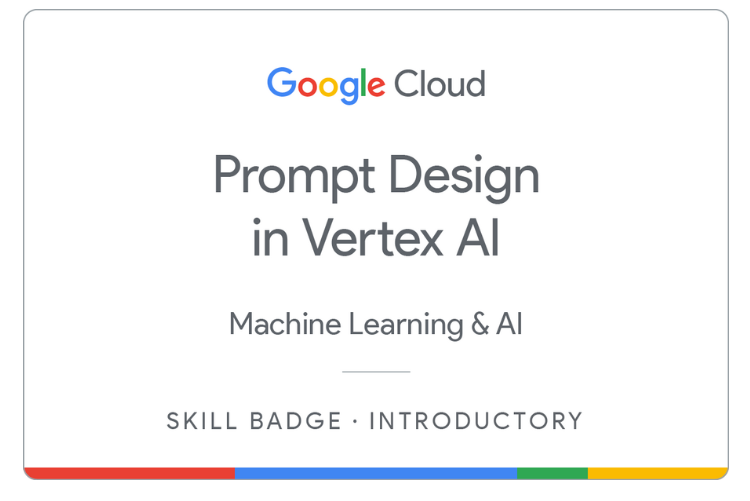 Google Cloud
Prompt Design
in Vertex AI
Machine Learning & AI
SKILL BADGE · INTRODUCTORY